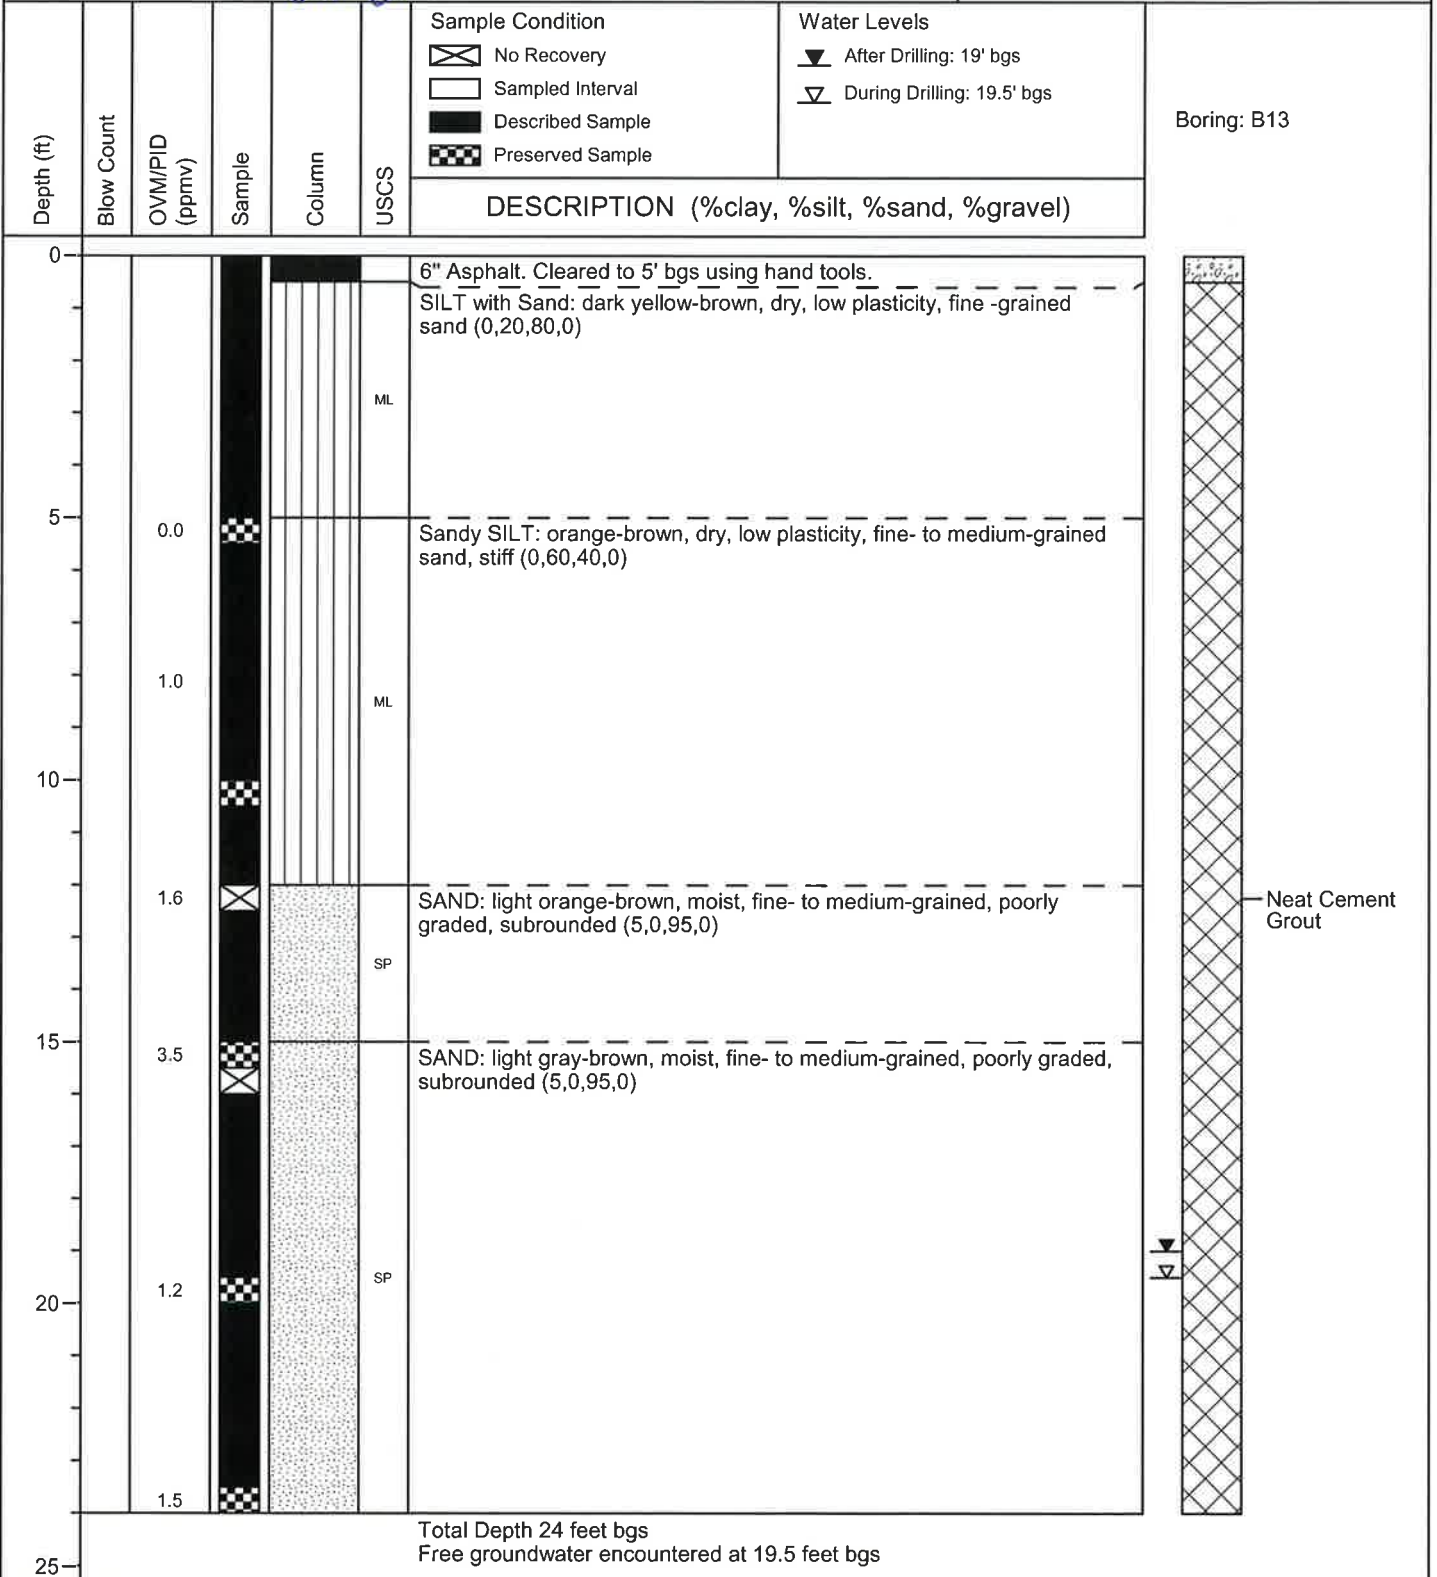 Sample Condition
No Recovery
Sampled Interval
Described Sample
Preserved Sample
Water Levels
After Drilling: 19' bgs
During Drilling: 19.5' bgs
Boring: B13
Depth (ft)
Blow Count
OVM/PID
(ppmv)
Sample
Column
USCS
DESCRIPTION (%clay, %silt, %sand, %gravel)
0
6" Asphalt. Cleared to 5' bgs using hand tools.
SILT with Sand: dark yellow-brown, dry, low plasticity, fine -grained
sand (0,20,80,0)
ML
5
0.0
Sandy SILT: orange-brown, dry, low plasticity, fine- to medium-grained
sand, stiff (0,60,40,0)
1.0
ML
10
1.6
SAND: light orange-brown, moist, fine- to medium-grained, poorly
graded, subrounded (5,0,95,0)
Neat Cement
Grout
SP
15
3.5
SAND: light gray-brown, moist, fine- to medium-grained, poorly graded,
subrounded (5,0,95,0)
SP
1.2
20
1.5
Total Depth 24 feet bgs
Free groundwater encountered at 19.5 feet bgs
25